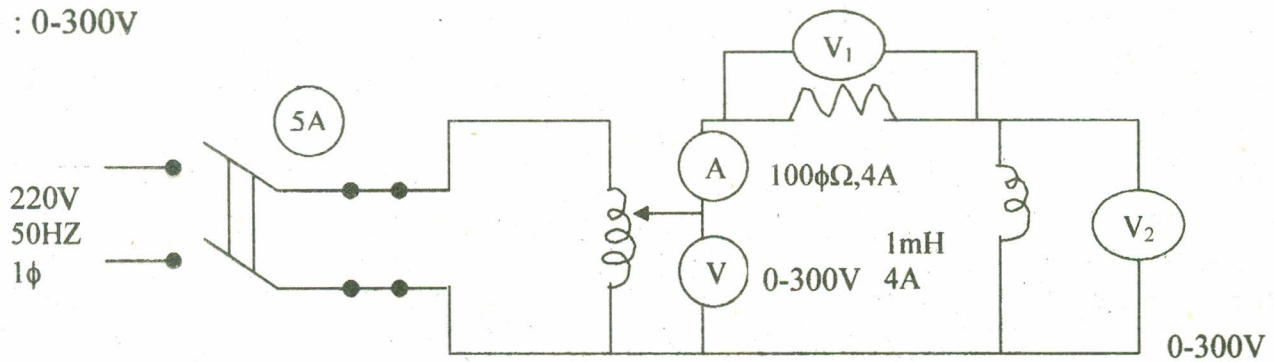 : 0-300V
V₁
5A
A
100ϕΩ,4A
220V
50HZ
1ϕ
V₂
1mH
4A
V
0-300V
0-300V